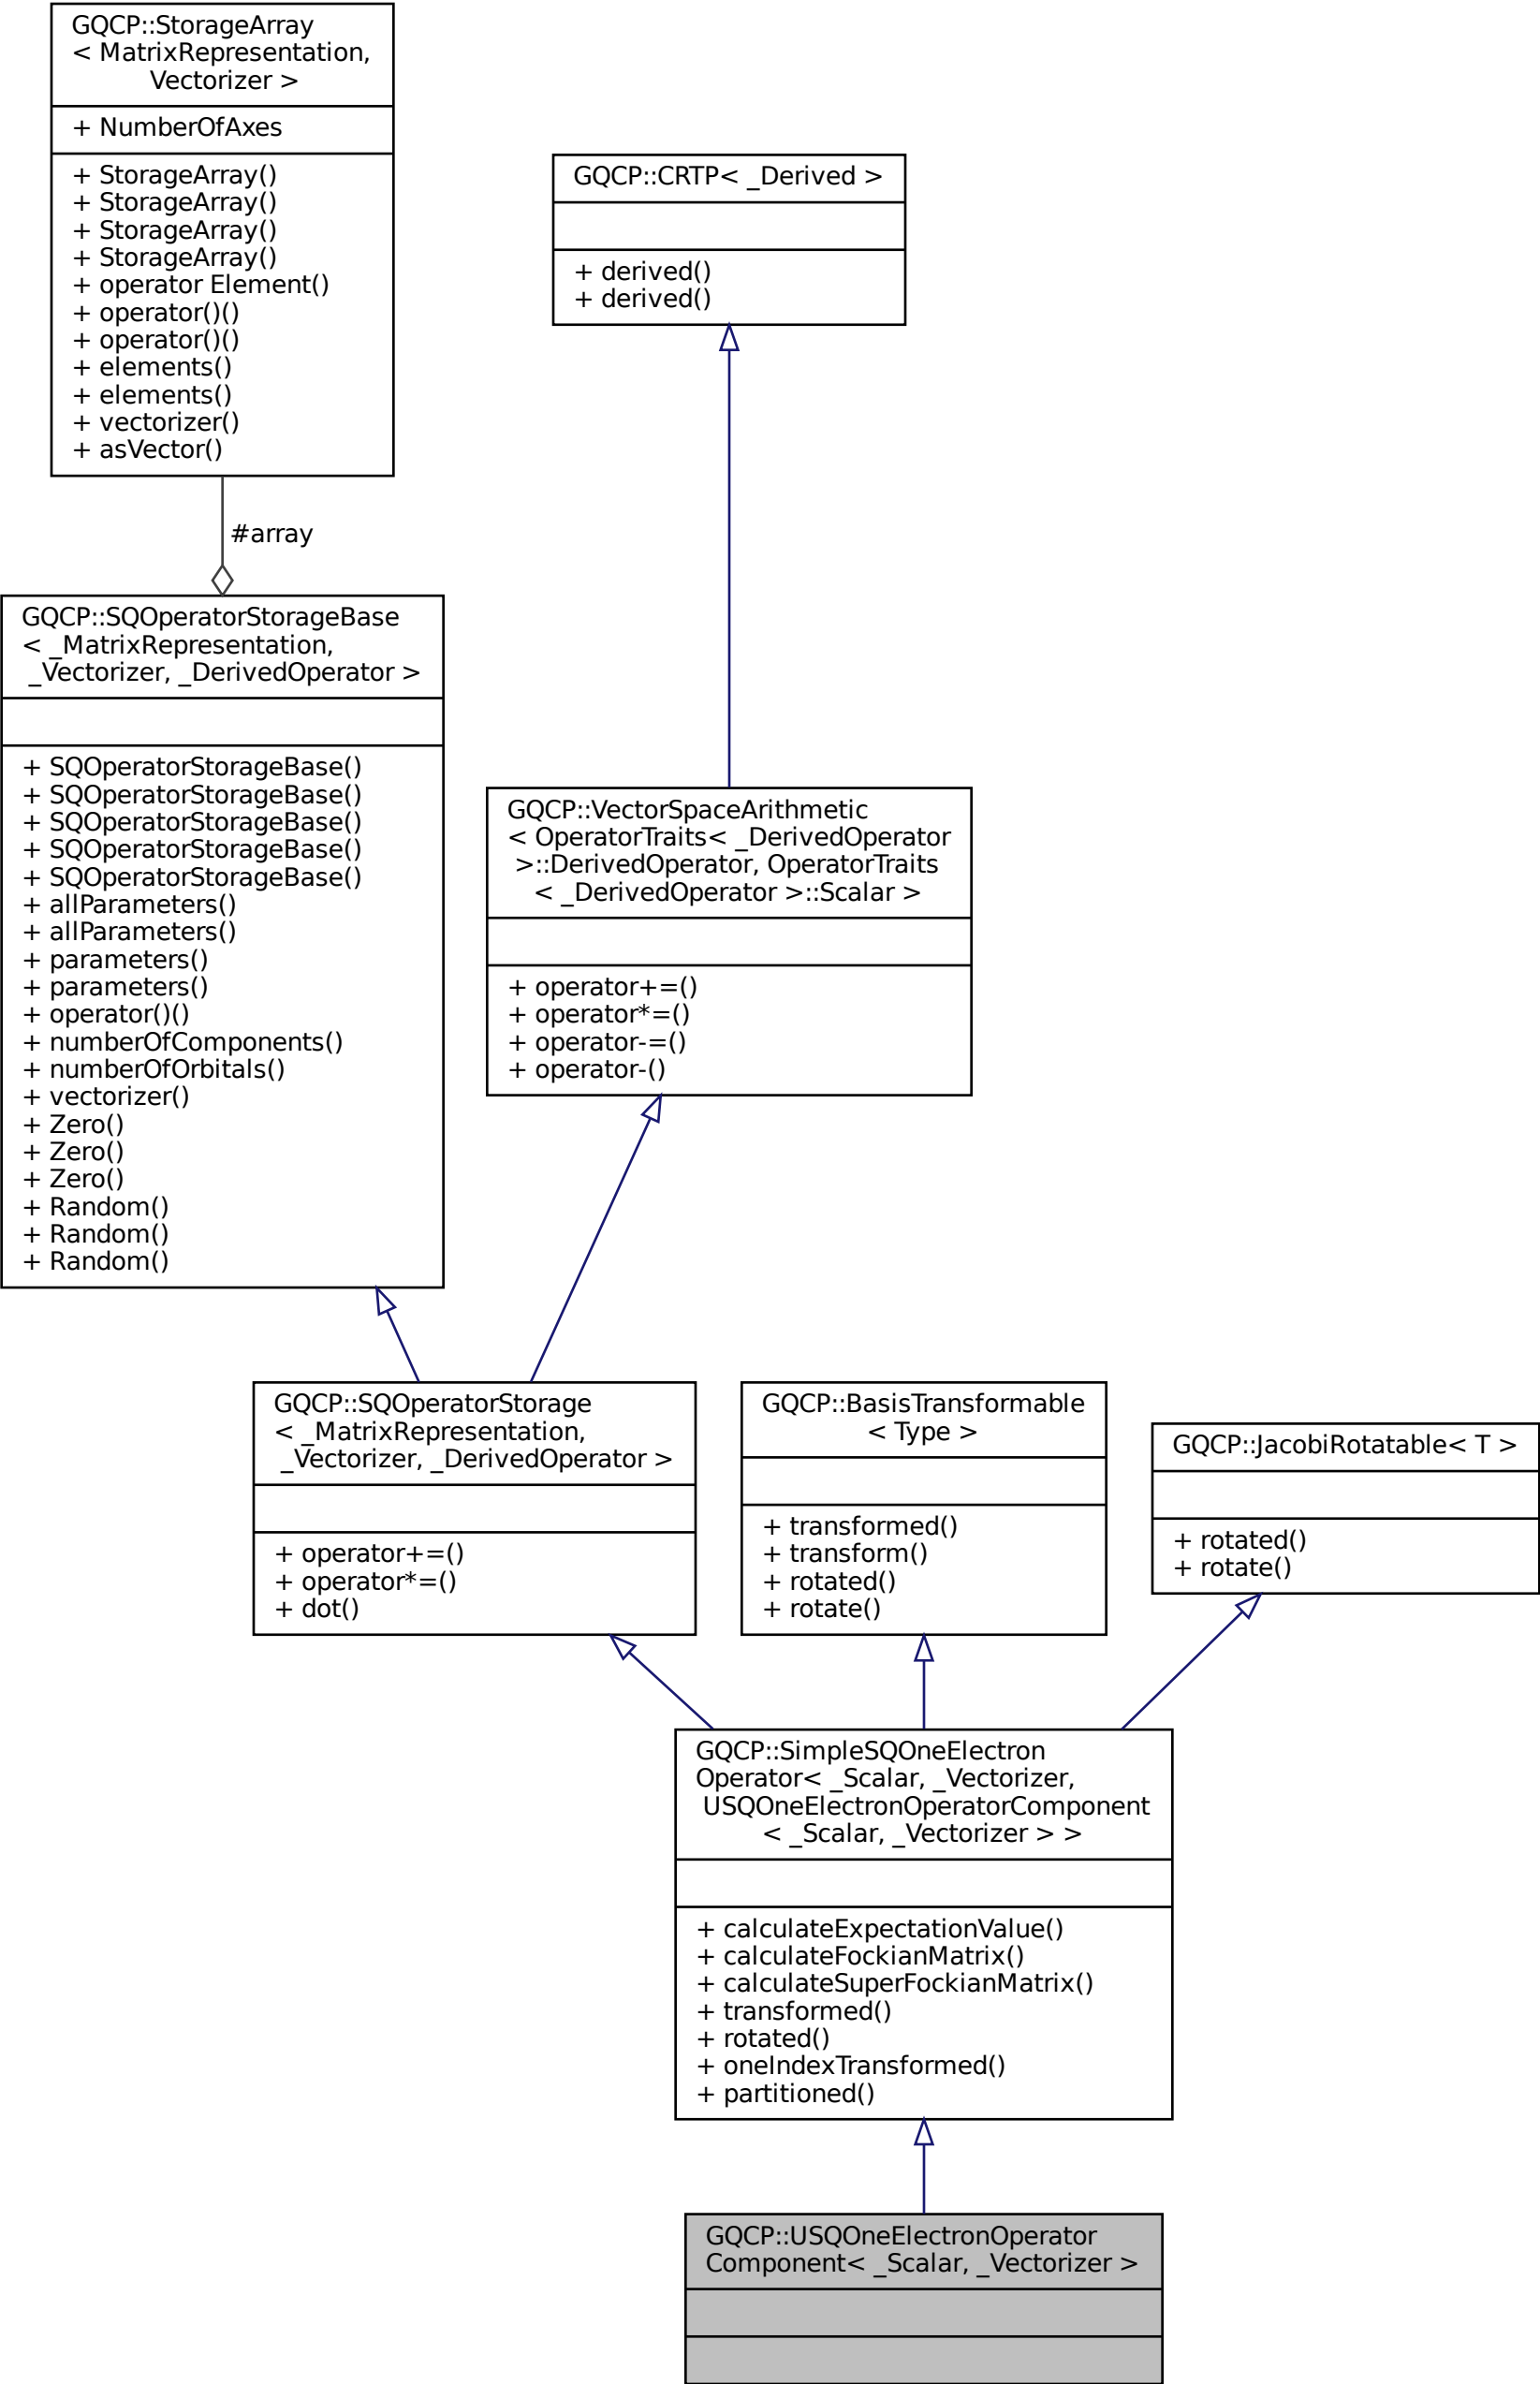 GQCP::StorageArray
< MatrixRepresentation,
Vectorizer >
+ NumberOfAxes
+ StorageArray()
+ StorageArray()
+ StorageArray()
+ StorageArray()
+ operator Element()
+ operator()()
+ operator()()
+ elements()
+ elements()
+ vectorizer()
+ asVector()
GQCP::CRTP< _Derived >
+ derived()
+ derived()
#array
GQCP::SQOperatorStorageBase
< _MatrixRepresentation,
_Vectorizer, _DerivedOperator >
+ SQOperatorStorageBase()
+ SQOperatorStorageBase()
+ SQOperatorStorageBase()
+ SQOperatorStorageBase()
+ SQOperatorStorageBase()
+ allParameters()
+ allParameters()
+ parameters()
+ parameters()
+ operator()()
+ numberOfComponents()
+ numberOfOrbitals()
+ vectorizer()
+ Zero()
+ Zero()
+ Zero()
+ Random()
+ Random()
+ Random()
GQCP::VectorSpaceArithmetic
< OperatorTraits< _DerivedOperator
>::DerivedOperator, OperatorTraits
< _DerivedOperator >::Scalar >
+ operator+=()
+ operator*=()
+ operator-=()
+ operator-()
GQCP::SQOperatorStorage
< _MatrixRepresentation,
_Vectorizer, _DerivedOperator >
+ operator+=()
+ operator*=()
+ dot()
GQCP::BasisTransformable
< Type >
+ transformed()
+ transform()
+ rotated()
+ rotate()
GQCP::JacobiRotatable< T >
+ rotated()
+ rotate()
GQCP::SimpleSQOneElectron
Operator< _Scalar, _Vectorizer,
USQOneElectronOperatorComponent
< _Scalar, _Vectorizer > >
+ calculateExpectationValue()
+ calculateFockianMatrix()
+ calculateSuperFockianMatrix()
+ transformed()
+ rotated()
+ oneIndexTransformed()
+ partitioned()
GQCP::USQOneElectronOperator
Component< _Scalar, _Vectorizer >